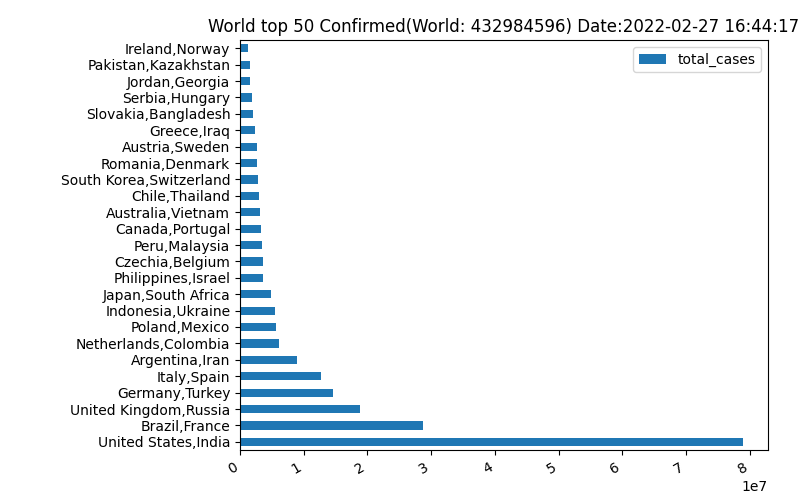 World top 50 Confirmed(World: 432984596) Date:2022-02-27 16:44:17
total_cases
Ireland,Norway
Pakistan,Kazakhstan
Jordan,Georgia
Serbia,Hungary
Slovakia,Bangladesh
Greece,Iraq
Austria,Sweden
Romania,Denmark
South Korea,Switzerland
Chile,Thailand
Australia,Vietnam
Canada,Portugal
Peru,Malaysia
Czechia,Belgium
Philippines,Israel
Japan,South Africa
Indonesia,Ukraine
Poland,Mexico
Netherlands,Colombia
Argentina,Iran
Italy,Spain
Germany,Turkey
United Kingdom,Russia
Brazil,France
United States,India
0 1 2 3 4 5 6 7 8
1e7